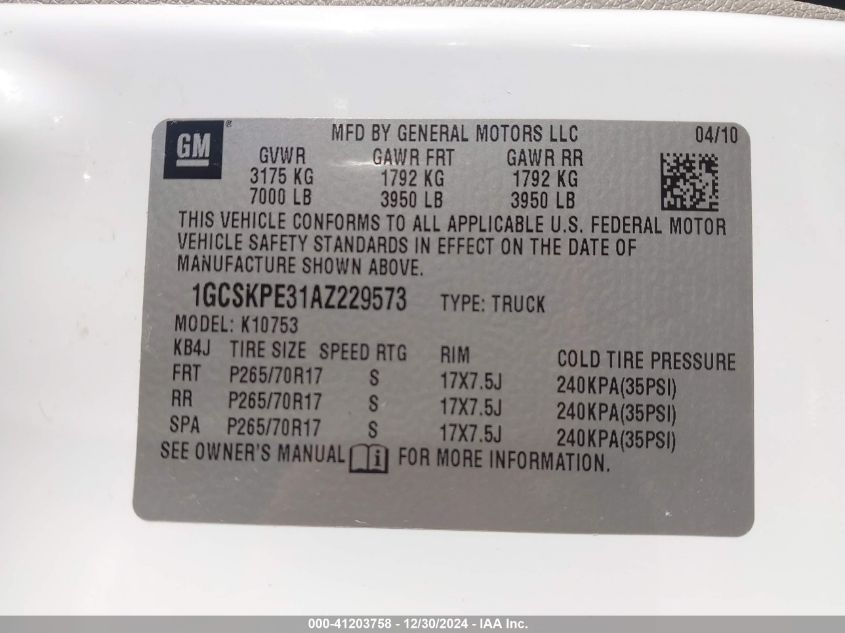 GM ® MFD BY GENERAL MOTORS LLC 04/10
GVWR GAWR FRT GAWR RR
3175 KG 1792 KG 1792 KG
7000 LB 3950 LB 3950 LB
THIS VEHICLE CONFORMS TO ALL APPLICABLE U.S. FEDERAL MOTOR
VEHICLE SAFETY STANDARDS IN EFFECT ON THE DATE OF
MANUFACTURE SHOWN ABOVE.
1GCSKPE31AZ229573 TYPE: TRUCK
MODEL: K10753
KB4J TIRE SIZE SPEED RTG RIM COLD TIRE PRESSURE
FRT P265/70R17 S 17X7.5J 240KPA(35PSI)
RR P265/70R17 S 17X7.5J 240KPA(35PSI)
SPA P265/70R17 S 17X7.5J 240KPA(35PSI)
SEE OWNER'S MANUAL i FOR MORE INFORMATION.
000-41203758 - 12/30/2024 - IAA Inc.